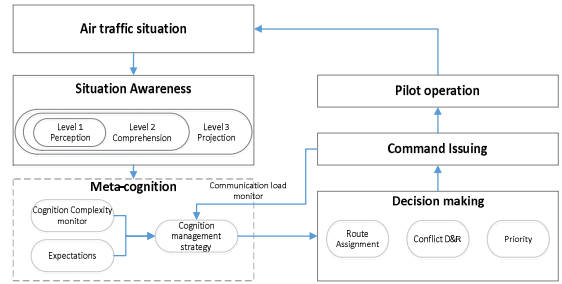 Air traffic situation
Situation Awareness
Level 1
Perception
Level 2
Comprehension
Level 3
Projection
Meta-cognition
Cognition Complexity
monitor
Expectations
Cognition
management
strategy
Communication load
monitor
Pilot operation
Command Issuing
Decision making
Route
Assignment
Conflict D&R
Priority